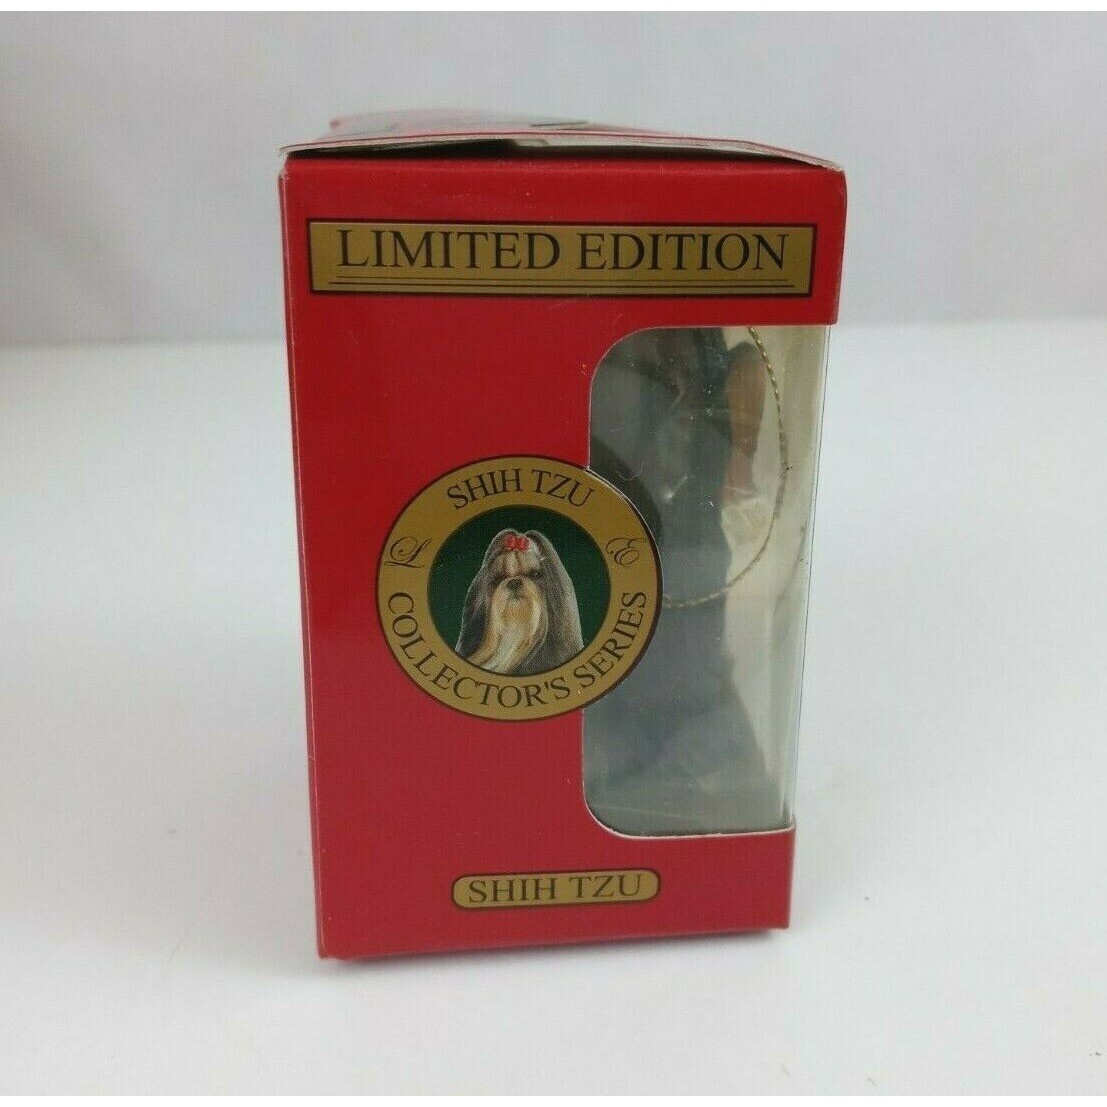 LIMITED EDITION
SHIH TZU
L E
COLLECTOR'S SERIES
SHIH TZU